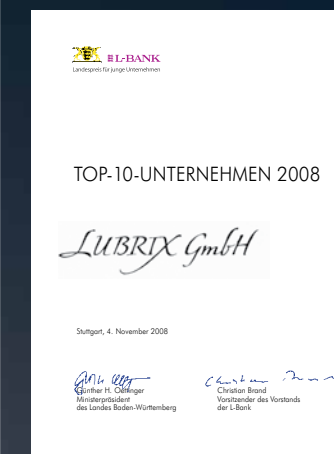 L-BANK
Landespreis für junge Unternehmen
TOP-10-UNTERNEHMEN 2008
LUBRIX GmbH
Stuttgart, 4. November 2008
Günther H. Oettinger
Ministerpräsident
des Landes Baden-Württemberg
Christian Brand
Vorsitzender des Vorstands
der L-Bank